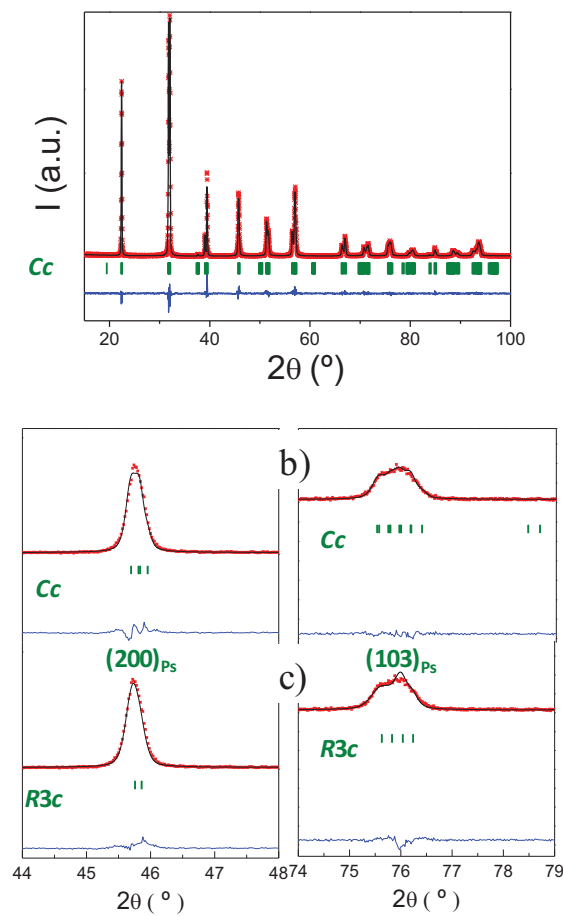 I (a.u.)
Cc
20 40 60 80 100
2θ (º)
b)
Cc
Cc
(200)Ps
(103)Ps
c)
R3c
R3c
44 45 46 47 48
74 75 76 77 78 79
2θ ( º )
2θ ( º )